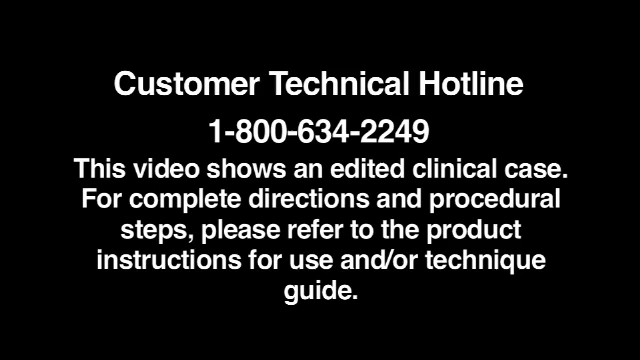 Customer Technical Hotline
1-800-634-2249
This video shows an edited clinical case.
For complete directions and procedural
steps, please refer to the product
instructions for use and/or technique
guide.